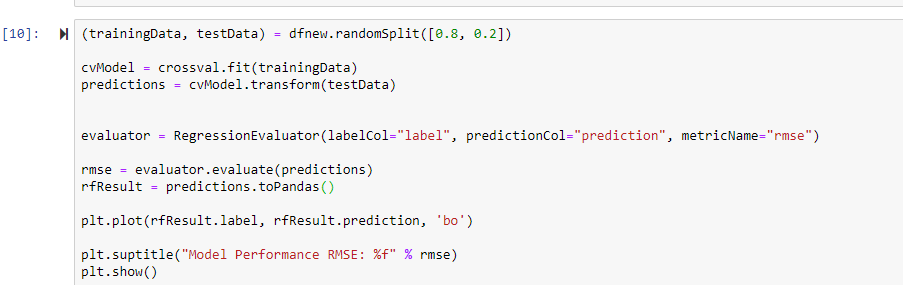 [10]: (trainingData, testData) = dfnew.randomSplit([0.8, 0.2])
cvModel = crossval.fit(trainingData)
predictions = cvModel.transform(testData)
evaluator = RegressionEvaluator(labelCol="label", predictionCol="prediction", metricName="rmse")
rmse = evaluator.evaluate(predictions)
rfResult = predictions.toPandas()
plt.plot(rfResult.label, rfResult.prediction, 'bo')
plt.suptitle("Model Performance RMSE: %f" % rmse)
plt.show()